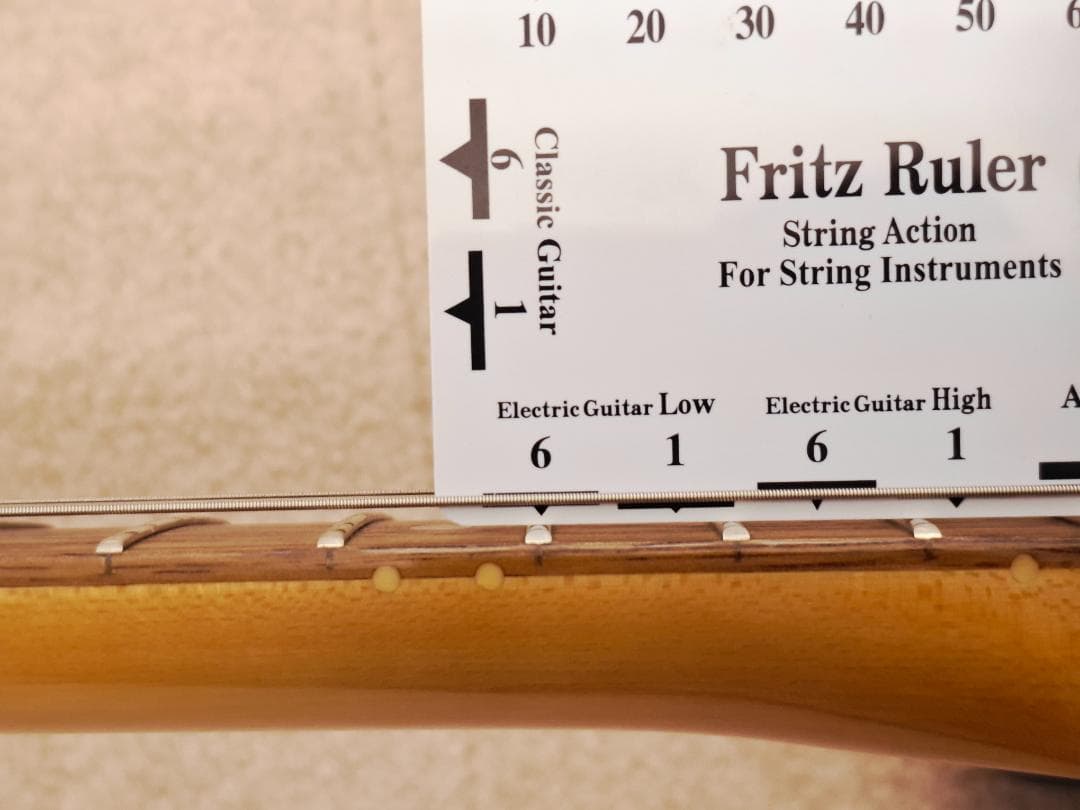 10 20 30 40 50
Classic Guitar
6
1
Fritz Ruler
String Action
For String Instruments
Electric Guitar Low
6 1
Electric Guitar High
6 1